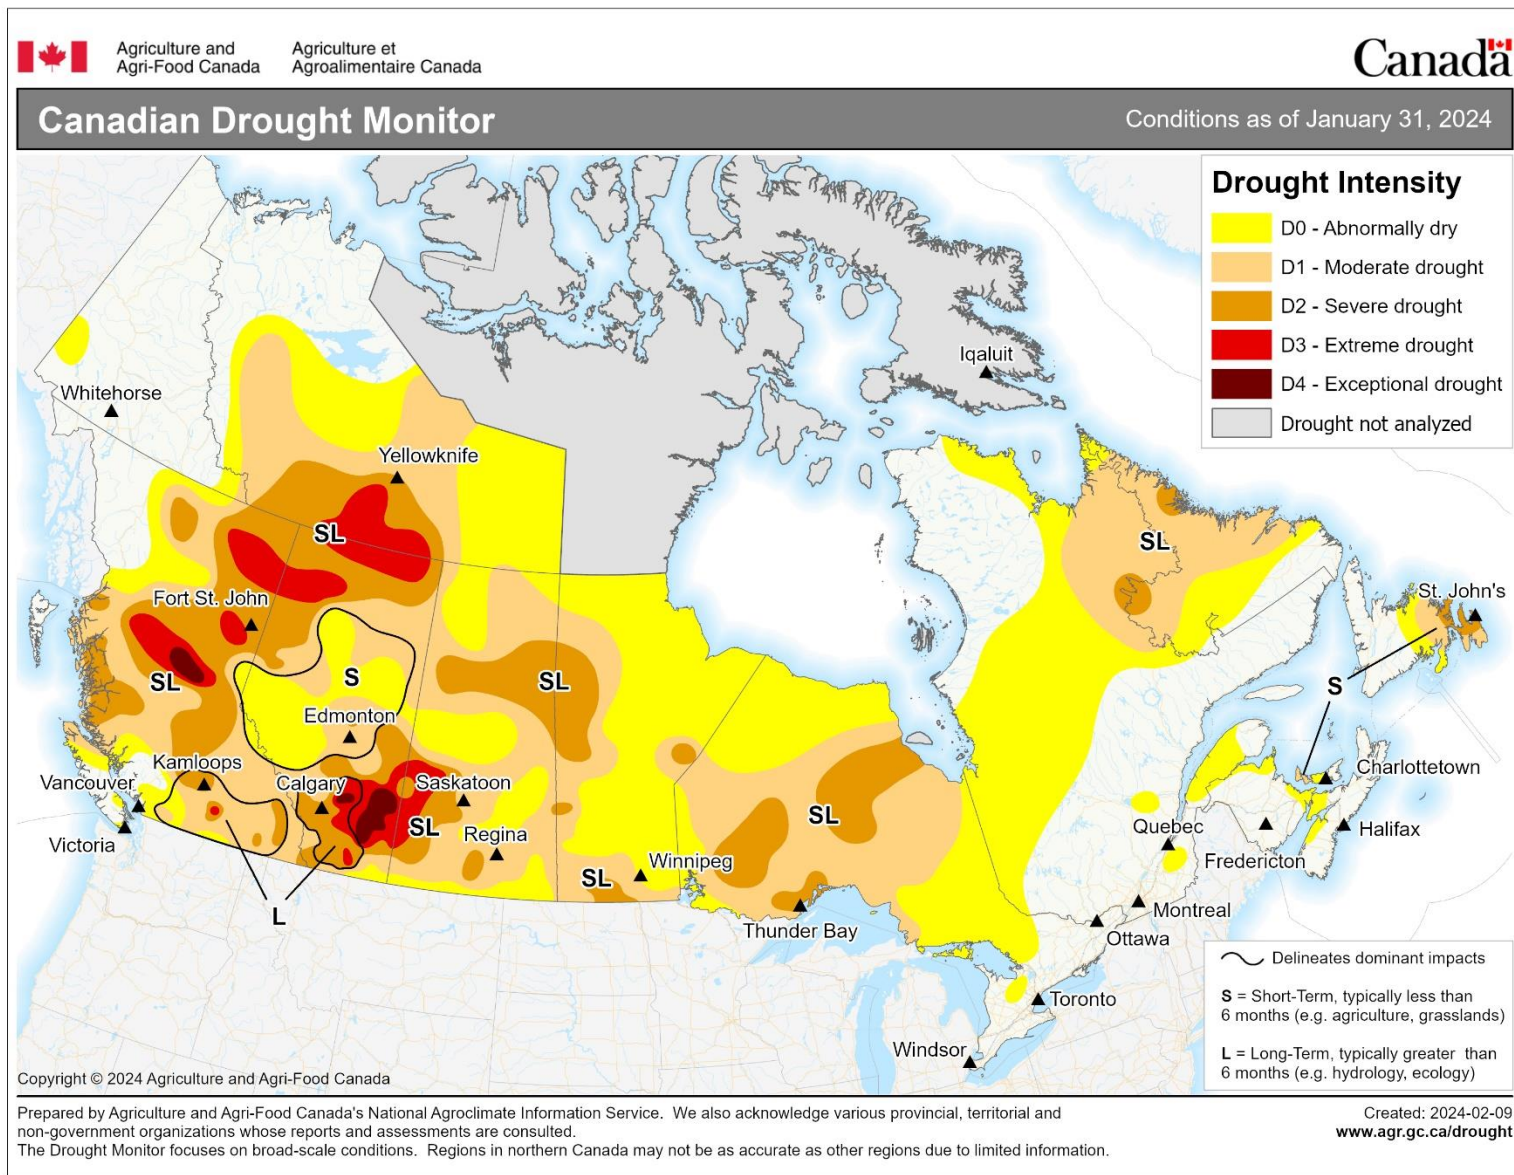 Agriculture and
Agri-Food Canada
Agriculture et
Agroalimentaire Canada
Canada
Canadian Drought Monitor
Conditions as of January 31, 2024
Drought Intensity
D0 - Abnormally dry
D1 - Moderate drought
D2 - Severe drought
D3 - Extreme drought
D4 - Exceptional drought
Drought not analyzed
Iqaluit
Whitehorse
Yellowknife
SL
SL
Fort St. John
St. John's
SL
S
SL
S
Edmonton
Kamloops
Vancouver
Calgary
Saskatoon
Charlottetown
SL
SL
Victoria
Regina
Quebec
Halifax
Winnipeg
Fredericton
SL
L
Thunder Bay
Montreal
Ottawa
Toronto
Windsor
Delineates dominant impacts
S = Short-Term, typically less than
6 months (e.g. agriculture, grasslands)
L = Long-Term, typically greater than
6 months (e.g. hydrology, ecology)
Copyright © 2024 Agriculture and Agri-Food Canada
Prepared by Agriculture and Agri-Food Canada's National Agroclimate Information Service. We also acknowledge various provincial, territorial and
non-government organizations whose reports and assessments are consulted.
The Drought Monitor focuses on broad-scale conditions. Regions in northern Canada may not be as accurate as other regions due to limited information.
Created: 2024-02-09
www.agr.gc.ca/drought